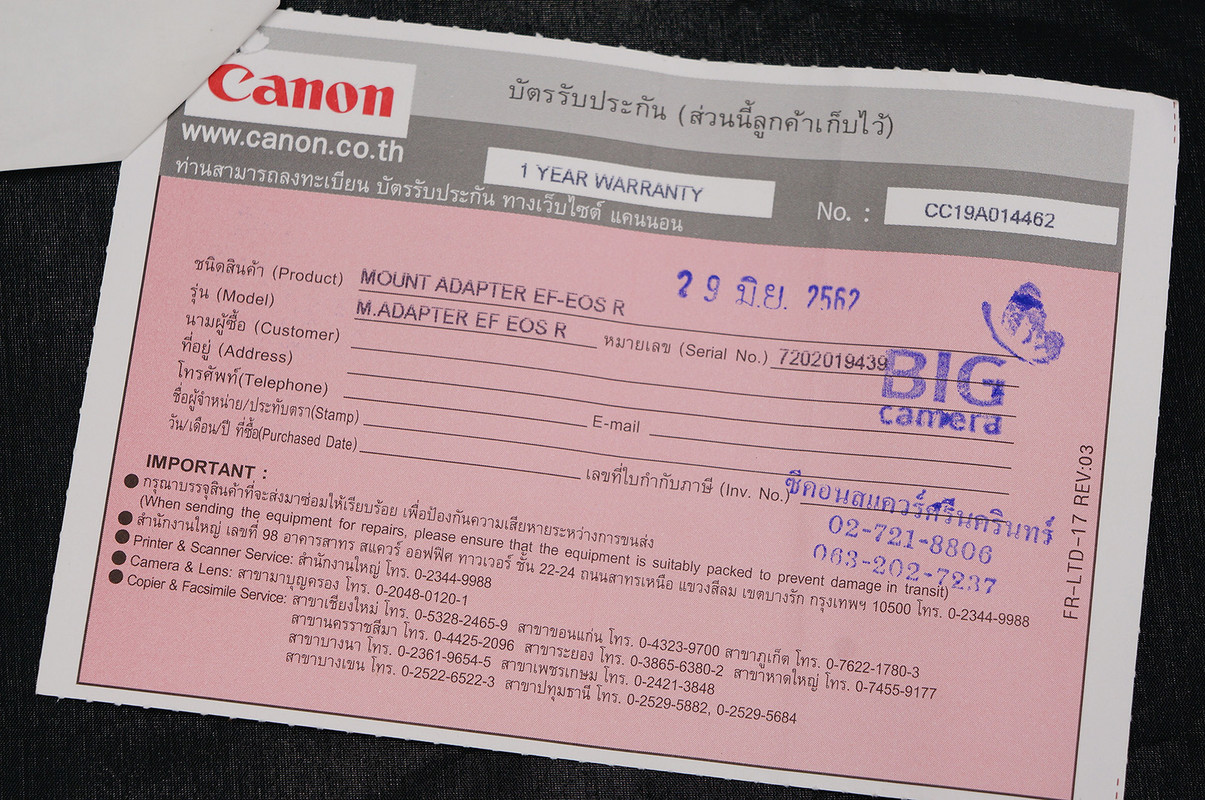 Canon
www.canon.co.th
บัตรรับประกัน (ส่วนนี้ลูกค้าเก็บไว้)
1 YEAR WARRANTY
No. : CC19A014462
ท่านสามารถลงทะเบียน บัตรรับประกัน ทางเว็บไซต์ แคนนอน
29 มิ.ย. 2562
ชนิดสินค้า (Product) MOUNT ADAPTER EF-EOS R
รุ่น (Model) M.ADAPTER EF EOS R หมายเลข (Serial No.) 7202019439
นามผู้ซื้อ (Customer)
ที่อยู่ (Address)
โทรศัพท์(Telephone) E-mail
ชื่อผู้จำหน่าย/ประทับตรา(Stamp)
วัน/เดือน/ปี ที่ซื้อ(Purchased Date) เลขที่ใบกำกับภาษี (Inv. No.)
BIG
camera
ซีคอนสแควร์ศรีนครินทร์
02-721-8806
063-202-7237
IMPORTANT :
กรุณาบรรจุสินค้าที่จะส่งมาซ่อมให้เรียบร้อย เพื่อป้องกันความเสียหายระหว่างการขนส่ง
(When sending the equipment for repairs, please ensure that the equipment is suitably packed to prevent damage in transit)
สำนักงานใหญ่ เลขที่ 98 อาคารสาทร สแควร์ ออฟฟิศ ทาวเวอร์ ชั้น 22-24 ถนนสาทรเหนือ แขวงสีลม เขตบางรัก กรุงเทพฯ 10500 โทร. 0-2344-9988
Printer & Scanner Service: สำนักงานใหญ่ โทร. 0-2344-9988
Camera & Lens: สาขามาบุญครอง โทร. 0-2048-0120-1
Copier & Facsimile Service: สาขาเชียงใหม่ โทร. 0-5328-2465-9 สาขาขอนแก่น โทร. 0-4323-9700 สาขาภูเก็ต โทร. 0-7622-1780-3
สาขานครราชสีมา โทร. 0-4425-2096 สาขาระยอง โทร. 0-3865-6380-2 สาขาหาดใหญ่ โทร. 0-7455-9177
สาขาบางนา โทร. 0-2361-9654-5 สาขาเพชรเกษม โทร. 0-2421-3848
สาขาบางเขน โทร. 0-2522-6522-3 สาขาปทุมธานี โทร. 0-2529-5882, 0-2529-5684
FR-LTD-17 REV:03